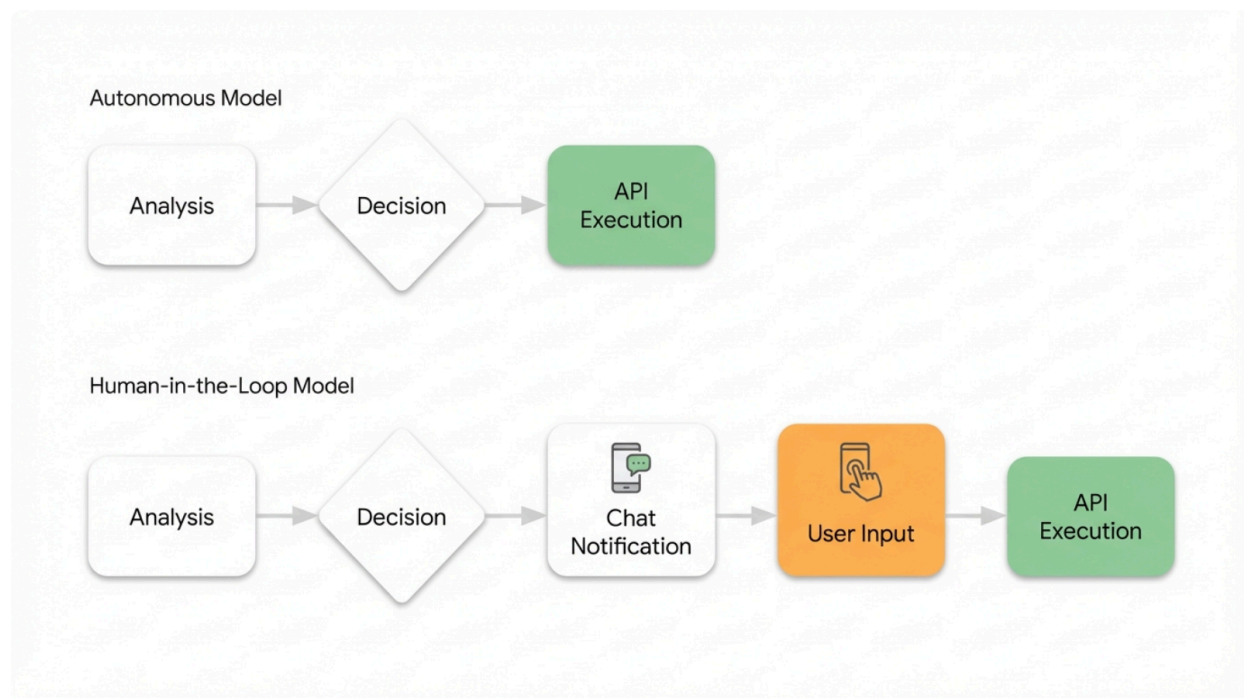 Autonomous Model
Analysis
Decision
API
Execution
Human-in-the-Loop Model
Analysis
Decision
Chat
Notification
User Input
API
Execution